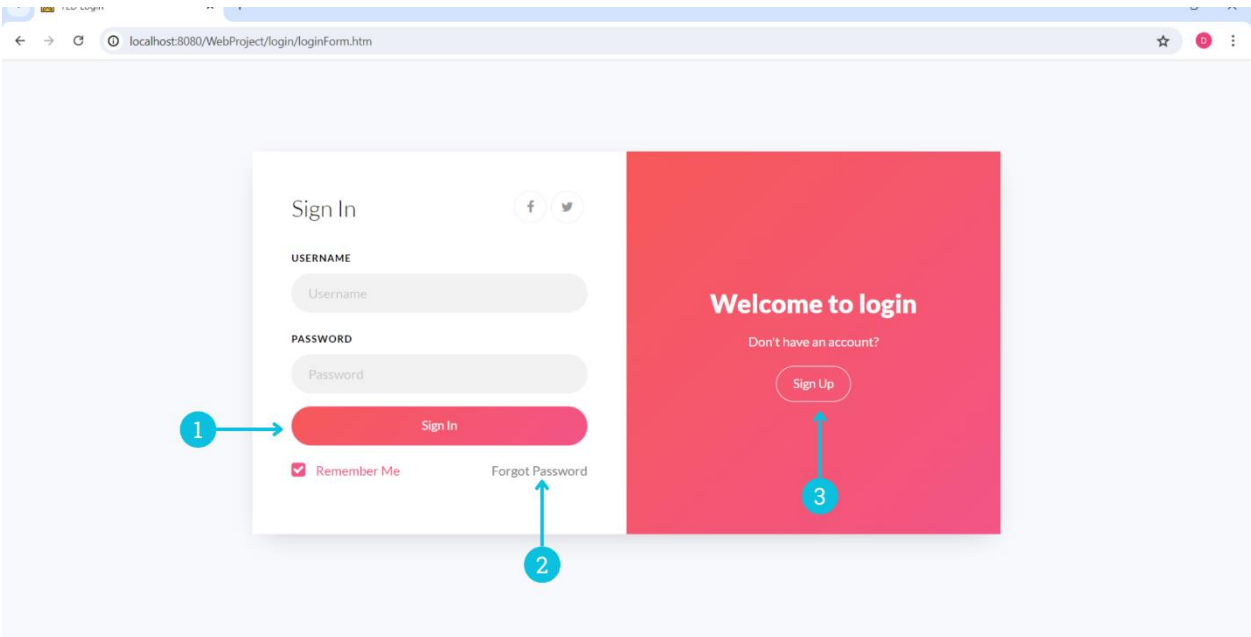 localhost:8080/WebProject/login/loginForm.htm
D
Sign In
USERNAME
Username
PASSWORD
Password
Sign In
Remember Me
Forgot Password
Welcome to login
Don't have an account?
Sign Up
1
2
3